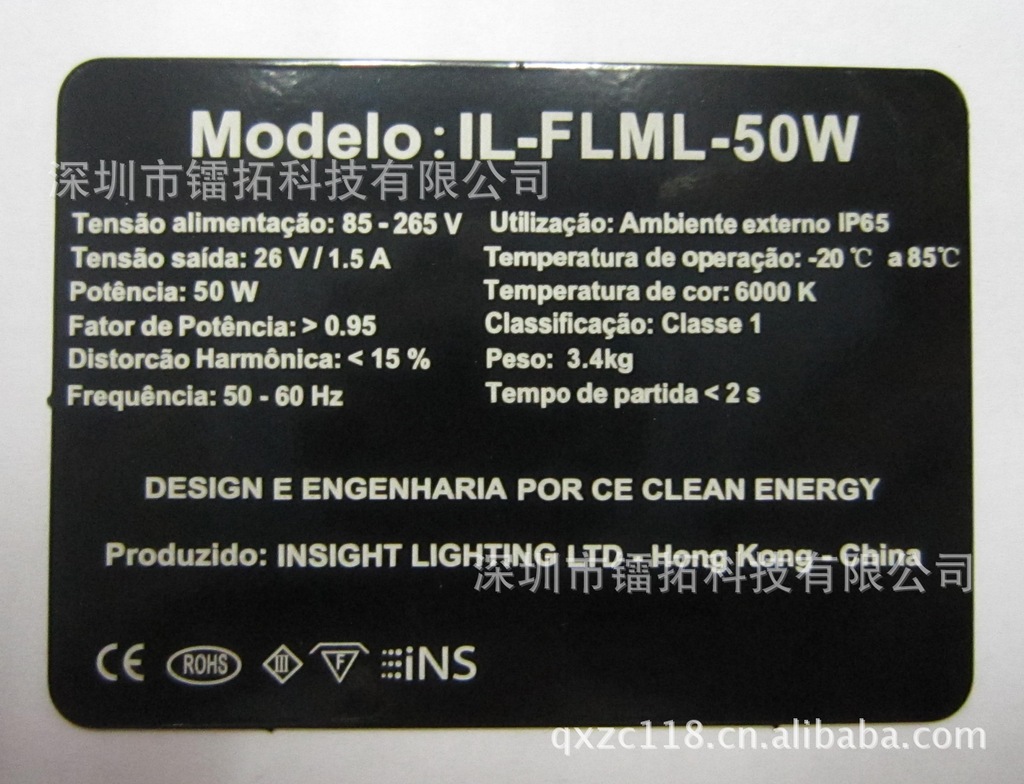 Modelo: IL-FLML-50W
深圳市镭拓科技有限公司
Tensão alimentação: 85 - 265 V
Tensão saída: 26 V / 1.5 A
Potência: 50 W
Fator de Potência: > 0.95
Distorcão Harmônica: < 15 %
Frequência: 50 - 60 Hz
Utilização: Ambiente externo IP65
Temperatura de operação: -20 ℃ a 85℃
Temperatura de cor: 6000 K
Classificação: Classe 1
Peso: 3.4kg
Tempo de partida < 2 s
DESIGN E ENGENHARIA POR CE CLEAN ENERGY
Produzido: INSIGHT LIGHTING LTD - Hong Kong - China
深圳市镭拓科技有限公司
CE ROHS III F iNS
qxzc118.cn.alibaba.com